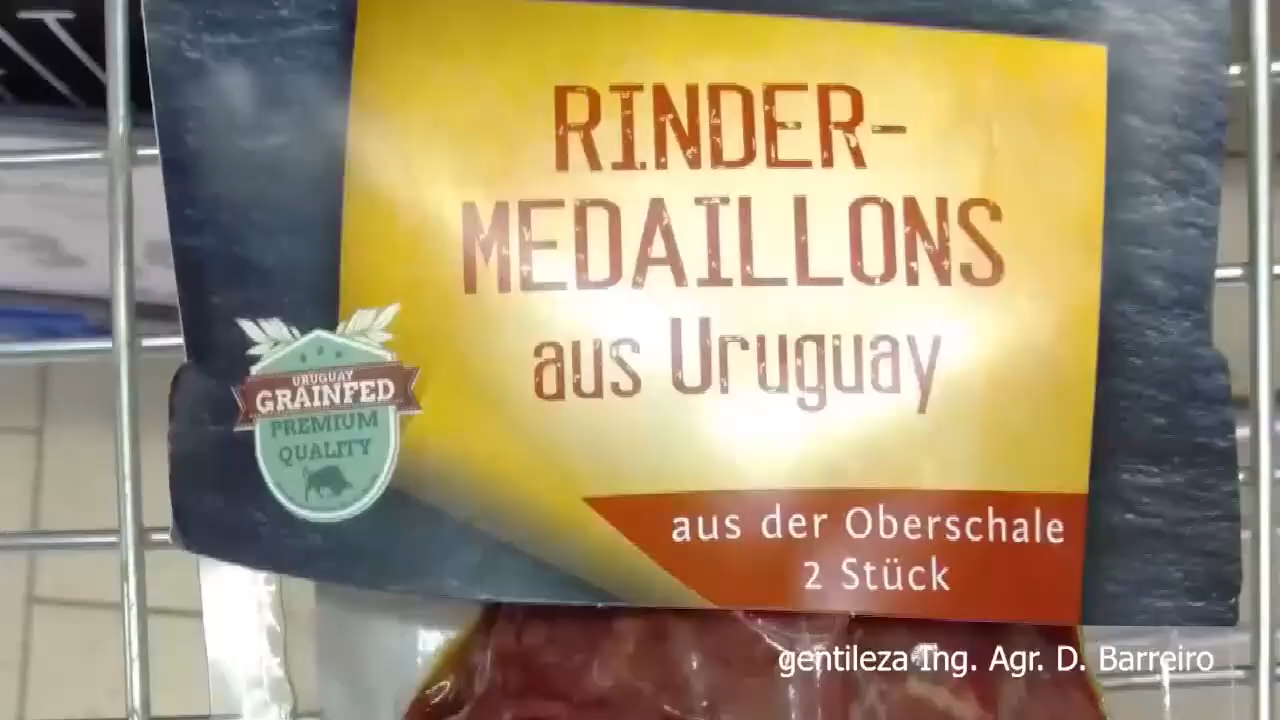 RINDER-
MEDAILLONS
aus Uruguay
URUGUAY
GRAINFED
PREMIUM
QUALITY
aus der Oberschale
2 Stück
gentileza Ing. Agr. D. Barreiro